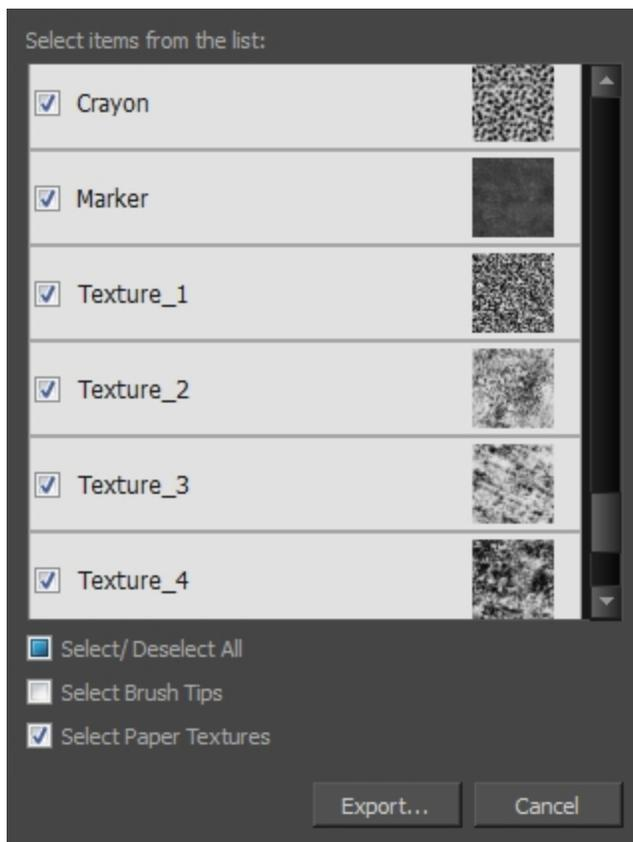 Select items from the list:
Crayon
Marker
Texture_1
Texture_2
Texture_3
Texture_4
Select/ Deselect All
Select Brush Tips
Select Paper Textures
Export... Cancel